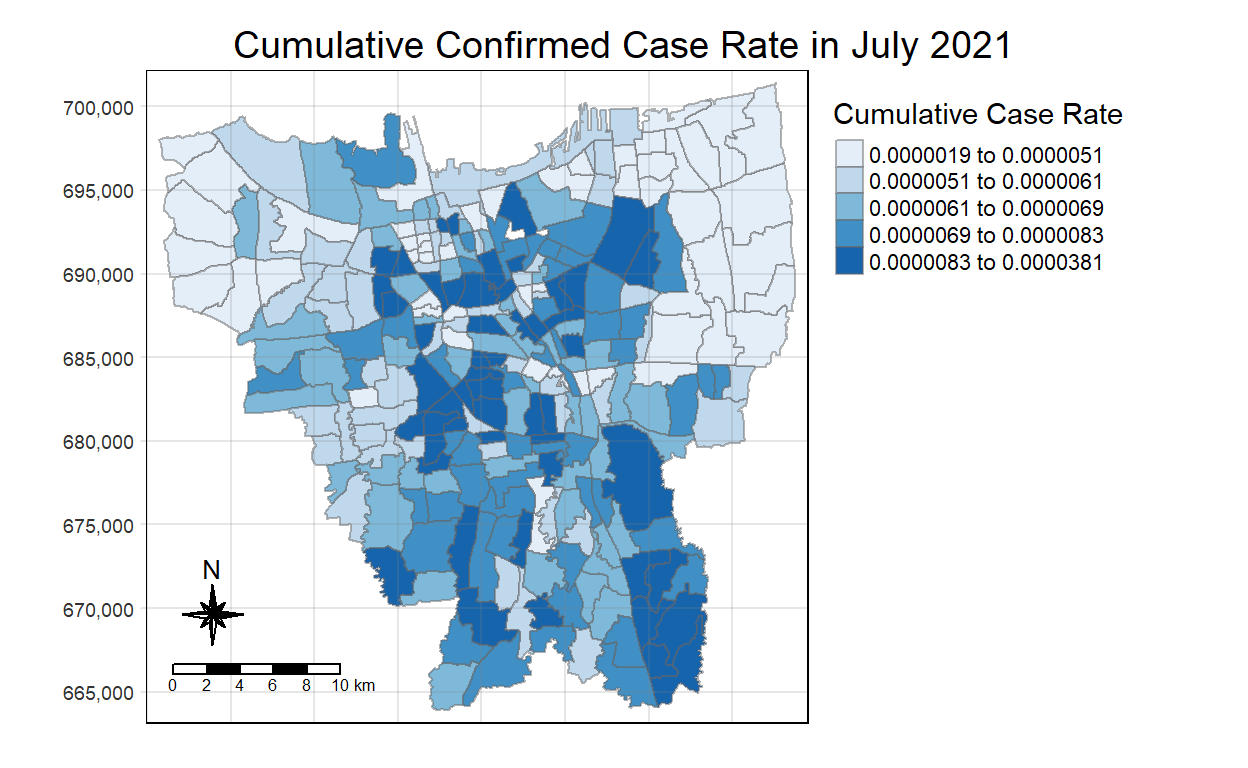 Cumulative Confirmed Case Rate in July 2021
Cumulative Case Rate
0.0000019 to 0.0000051
0.0000051 to 0.0000061
0.0000061 to 0.0000069
0.0000069 to 0.0000083
0.0000083 to 0.0000381
700,000
695,000
690,000
685,000
680,000
675,000
670,000
665,000
N
0 2 4 6 8 10 km